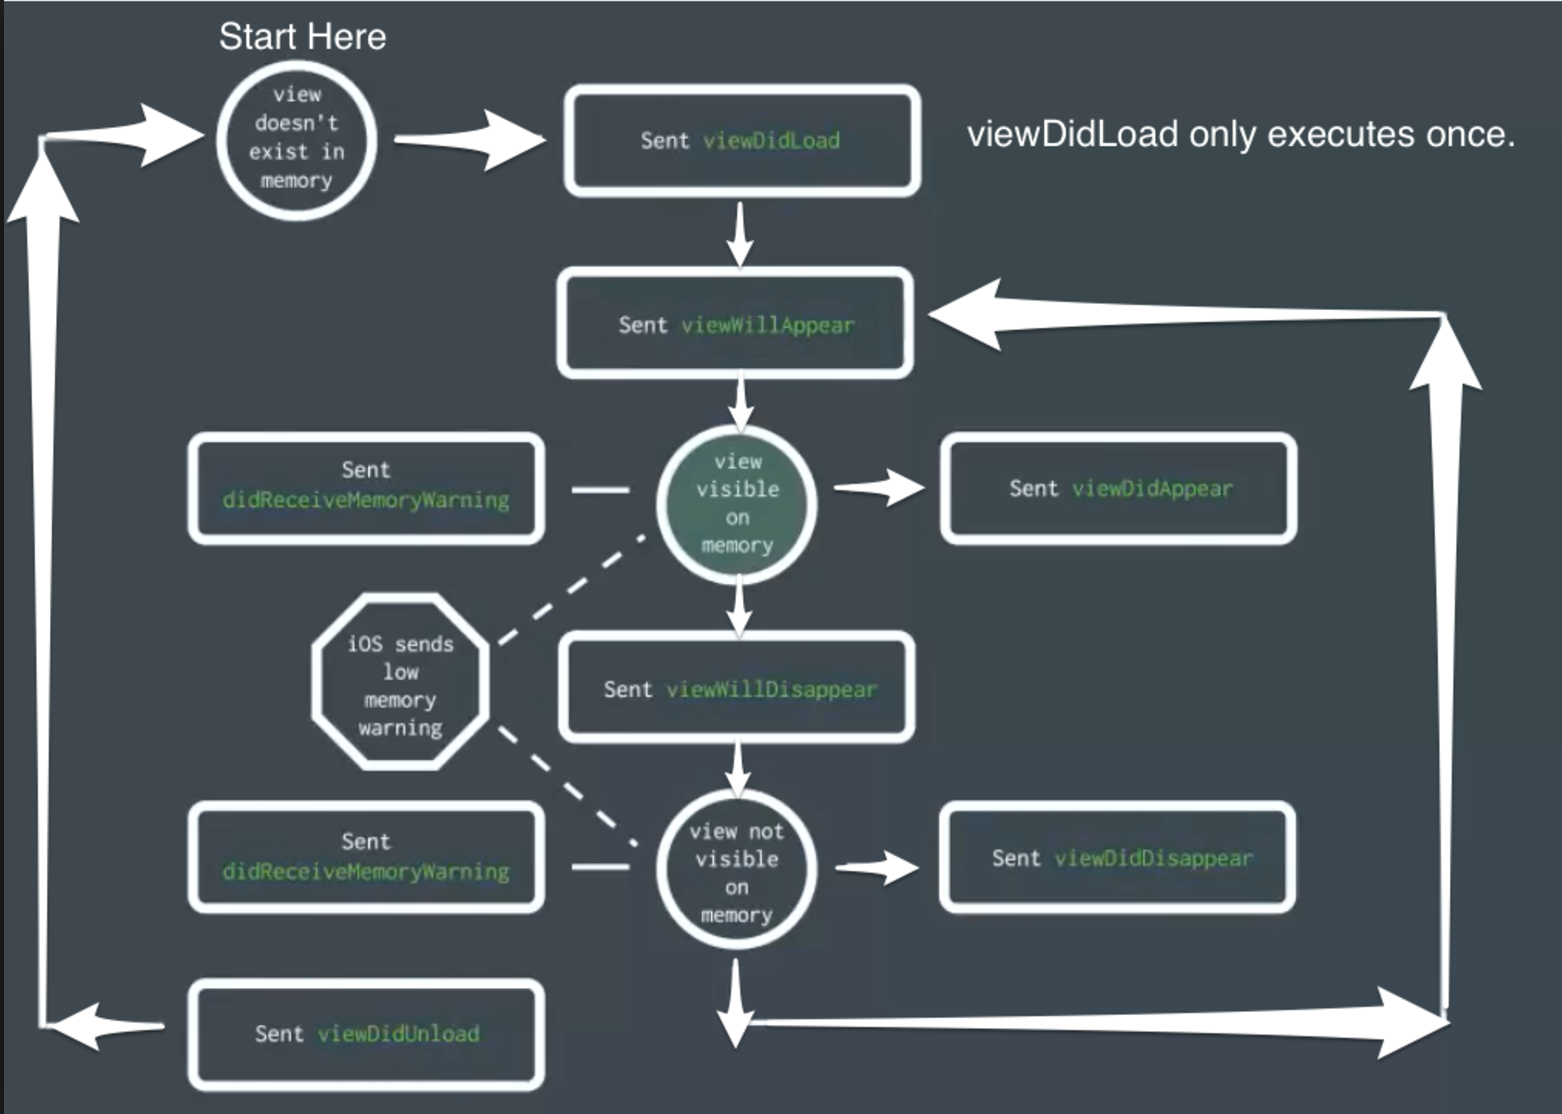 Start Here
view
doesn't
exist in
memory
Sent viewDidLoad
viewDidLoad only executes once.
Sent viewWillAppear
Sent
didReceiveMemoryWarning
view
visible
on
memory
Sent viewDidAppear
iOS sends
low
memory
warning
Sent viewWillDisappear
Sent
didReceiveMemoryWarning
view not
visible
on
memory
Sent viewDidDisappear
Sent viewDidUnload